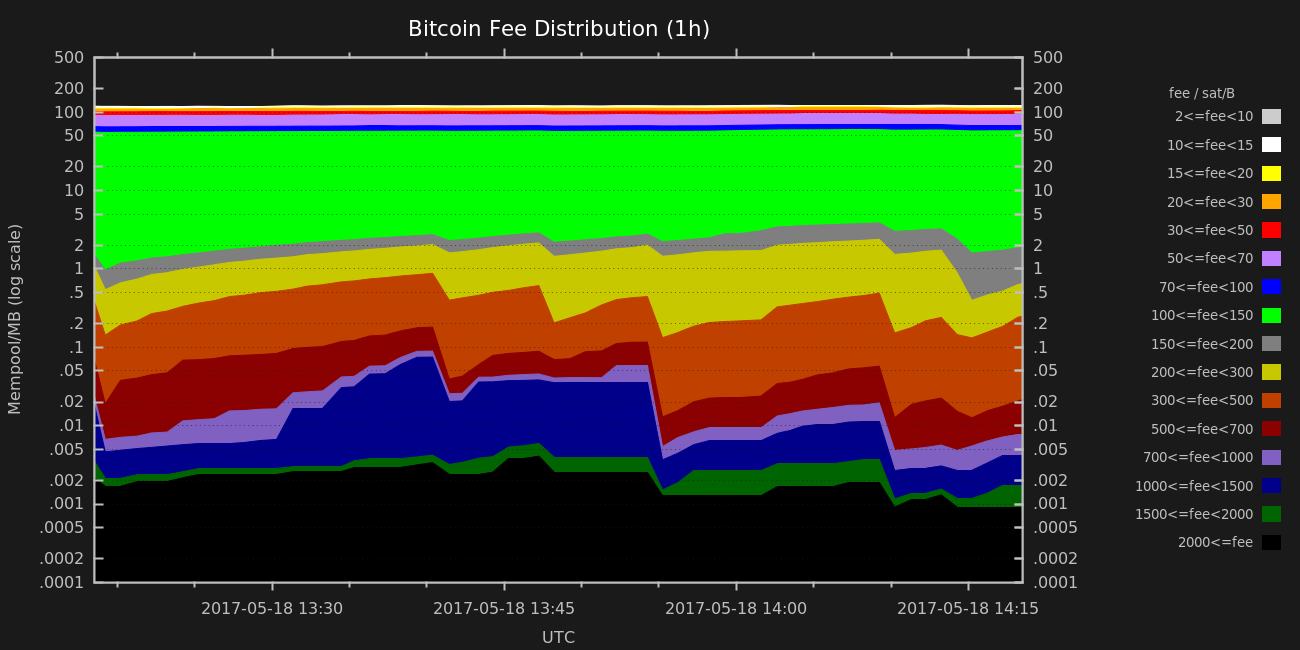 Bitcoin Fee Distribution (1h)
500
200
100
50
20
10
5
2
1
.5
.2
.1
.05
.02
.01
.005
.002
.001
.0005
.0002
.0001
Mempool/MB (log scale)
500
200
100
50
20
10
5
2
1
.5
.2
.1
.05
.02
.01
.005
.002
.001
.0005
.0002
.0001
2017-05-18 13:30 2017-05-18 13:45 2017-05-18 14:00 2017-05-18 14:15
UTC
fee / sat/B
2<=fee<10
10<=fee<15
15<=fee<20
20<=fee<30
30<=fee<50
50<=fee<70
70<=fee<100
100<=fee<150
150<=fee<200
200<=fee<300
300<=fee<500
500<=fee<700
700<=fee<1000
1000<=fee<1500
1500<=fee<2000
2000<=fee